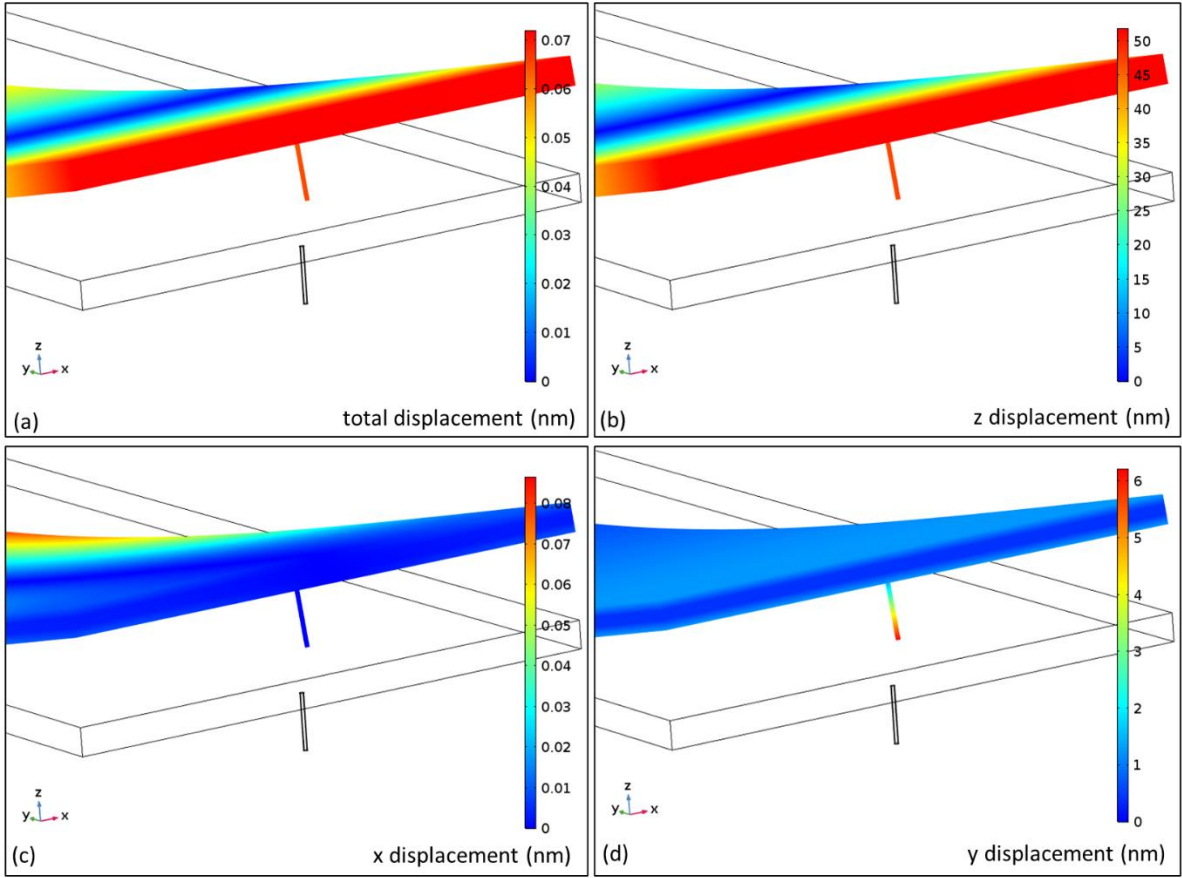 0.07
0.06
0.05
0.04
0.03
0.02
0.01
0
z
y x
(a)
total displacement (nm)
50
45
40
35
30
25
20
15
10
5
0
z
y x
(b)
z displacement (nm)
0.08
0.07
0.06
0.05
0.04
0.03
0.02
0.01
0
z
y x
(c)
x displacement (nm)
6
5
4
3
2
1
0
z
y x
(d)
y displacement (nm)